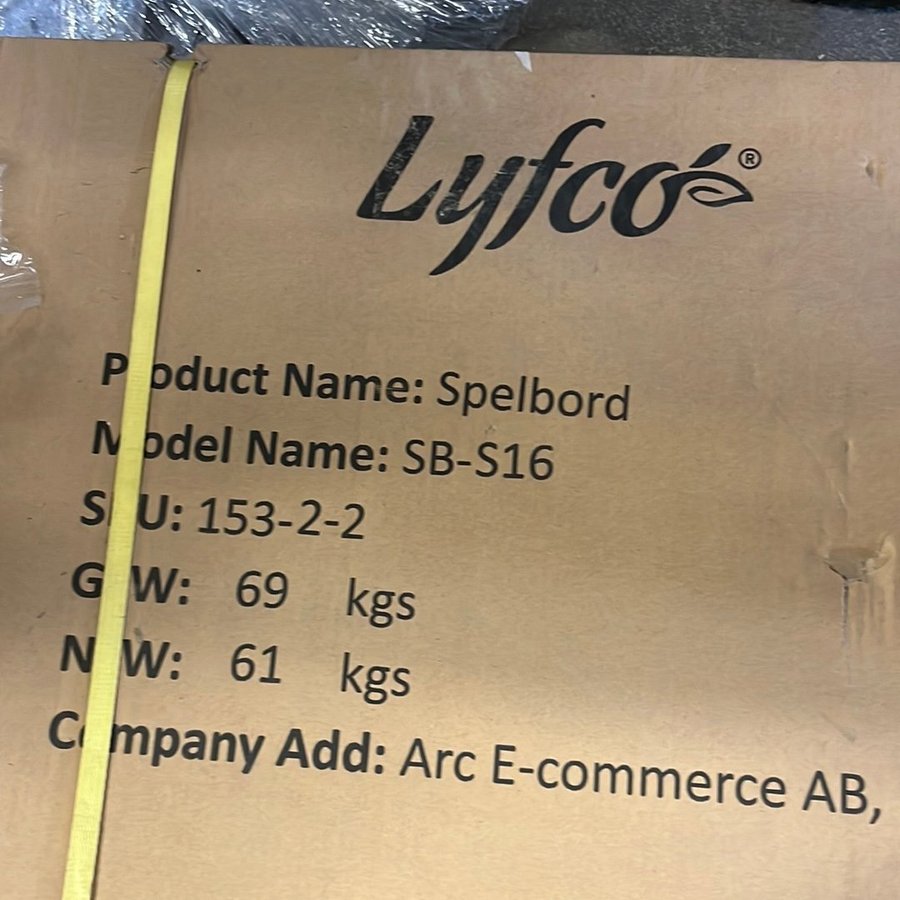 Lyfco®
Product Name: Spelbord
Model Name: SB-S16
SKU: 153-2-2
G.W: 69 kgs
N.W: 61 kgs
Company Add: Arc E-commerce AB,